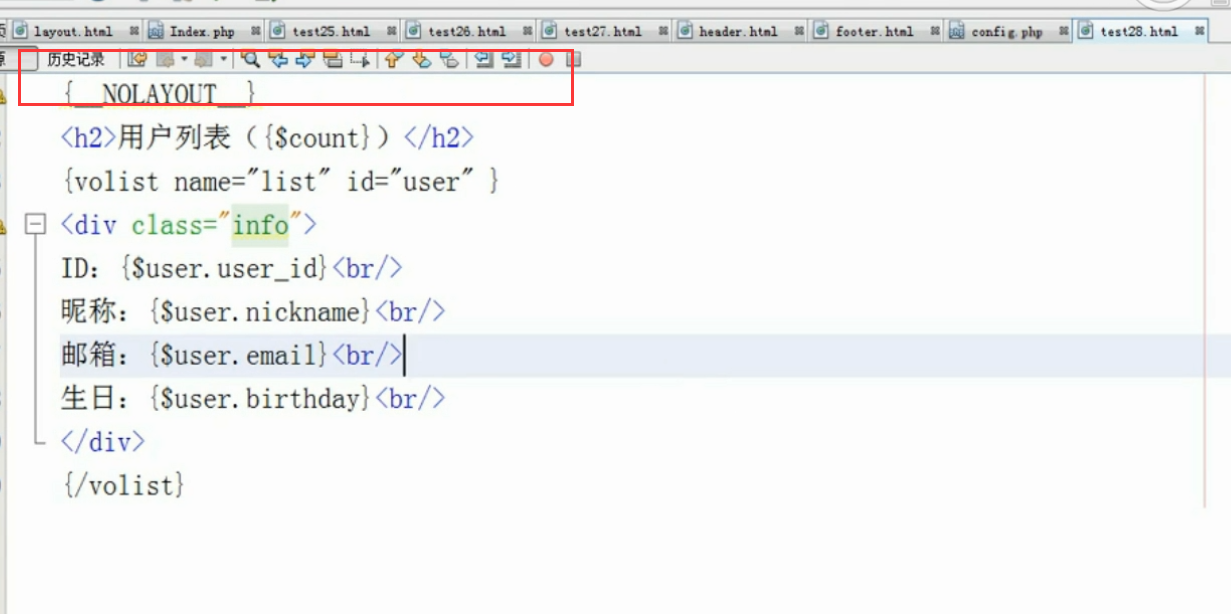 layout.html Index.php test25.html test26.html test27.html header.html footer.html config.php test28.html
历史记录
{__NOLAYOUT__}
<h2>用户列表（{$count}）</h2>
{volist name="list" id="user" }
<div class="info">
ID：{$user.user_id}<br/>
昵称：{$user.nickname}<br/>
邮箱：{$user.email}<br/>
生日：{$user.birthday}<br/>
</div>
{/volist}